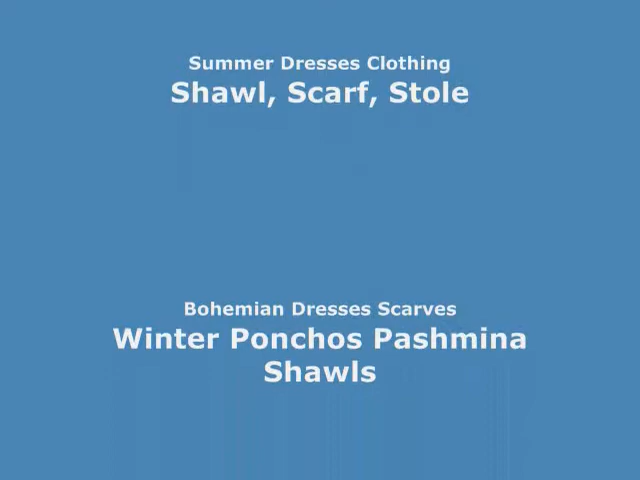 Summer Dresses Clothing
Shawl, Scarf, Stole
Bohemian Dresses Scarves
Winter Ponchos Pashmina
Shawls